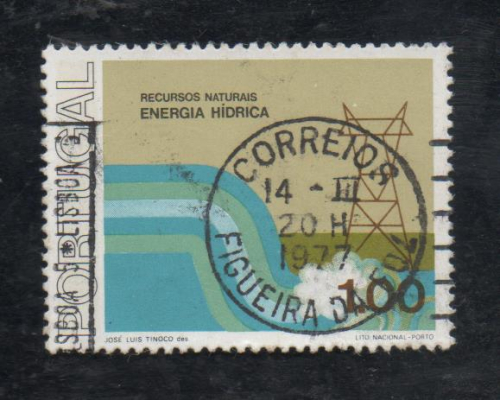 PORTUGAL
RECURSOS NATURAIS
ENERGIA HÍDRICA
CORREIOS
14 - III
20 H
1977
FIGUEIRA DA FOZ
1.00
JOSÉ LUIS TINOCO des
LITO NACIONAL - PORTO